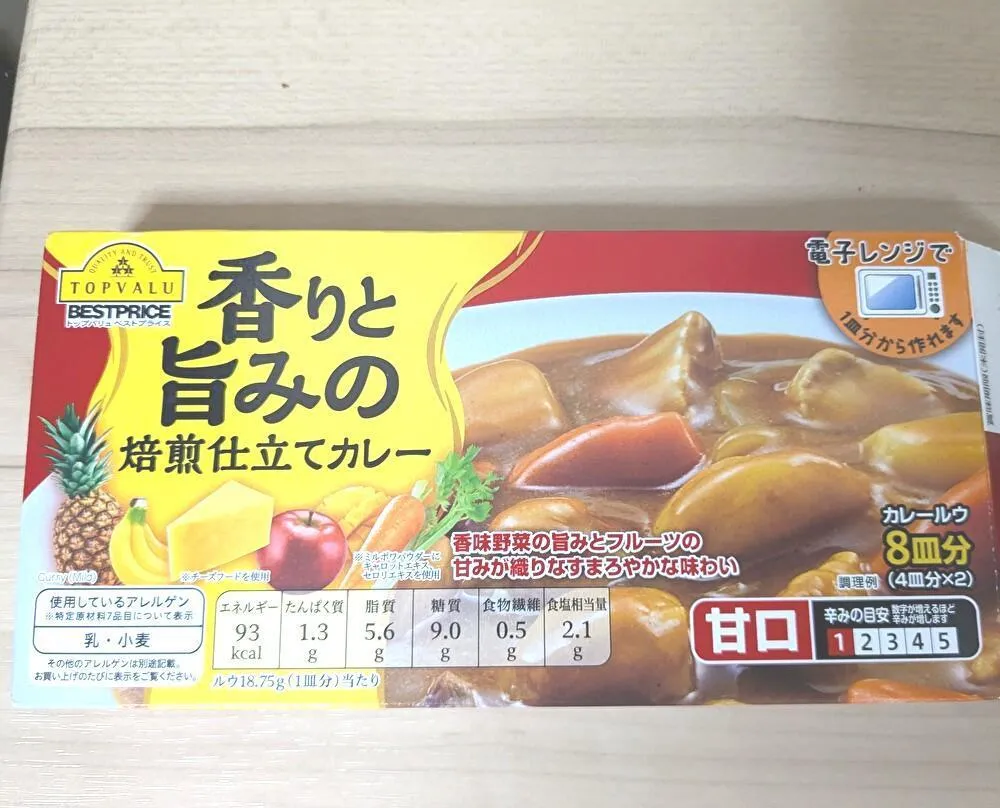 QUALITY AND TRUST
TOPVALU
BESTPRICE
トップバリュ ベストプライス
香りと
旨みの
焙煎仕立てカレー
電子レンジで
1皿分から作れます
Curry (Mild)
※チーズフードを使用
※ミルポワパウダーに
キャロットエキス、
セロリエキスを使用
香味野菜の旨みとフルーツの
甘みが織りなすまろやかな味わい
カレールウ
8皿分
(4皿分×2)
調理例
使用しているアレルゲン
※特定原材料7品目について表示
乳・小麦
その他のアレルゲンは別途記載。
お買い上げのたびに表示をご覧ください。
エネルギー たんぱく質 脂質 糖質 食物繊維 食塩相当量
93 1.3 5.6 9.0 0.5 2.1
kcal g g g g g
ルウ18.75g(1皿分)当たり
甘口
辛みの目安 数字が増えるほど
辛みが増します
1 2 3 4 5